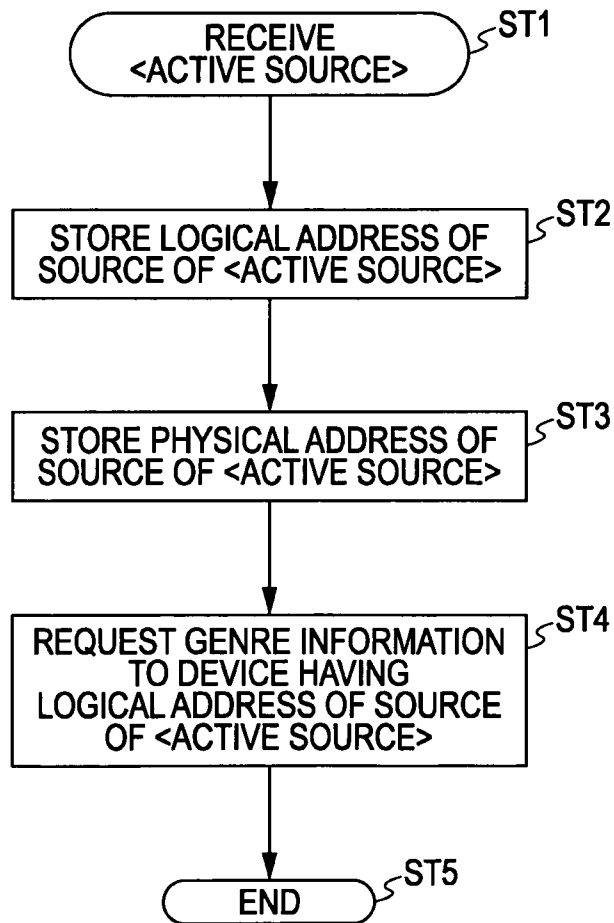 RECEIVE
<ACTIVE SOURCE>
ST1
STORE LOGICAL ADDRESS OF
SOURCE OF <ACTIVE SOURCE>
ST2
STORE PHYSICAL ADDRESS OF
SOURCE OF <ACTIVE SOURCE>
ST3
REQUEST GENRE INFORMATION
TO DEVICE HAVING
LOGICAL ADDRESS OF SOURCE
OF <ACTIVE SOURCE>
ST4
END
ST5